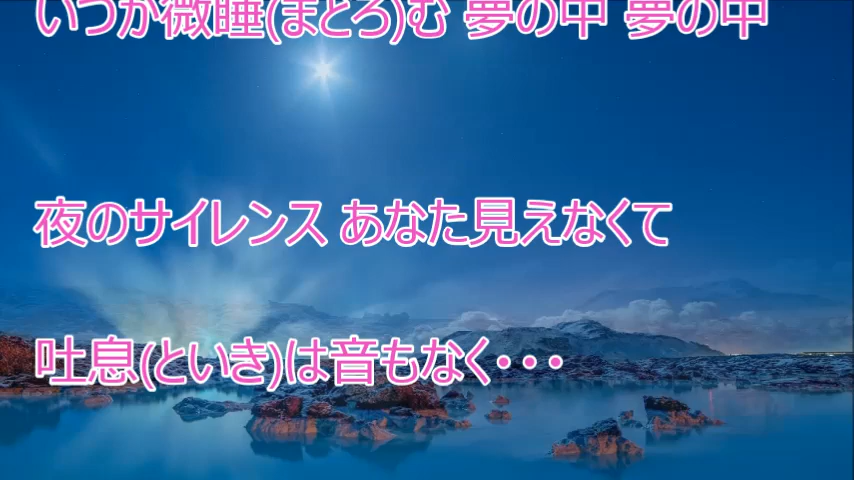 いつか微睡(まどろ)む 夢の中 夢の中
夜のサイレンス あなた見えなくて
吐息(といき)は音もなく・・・